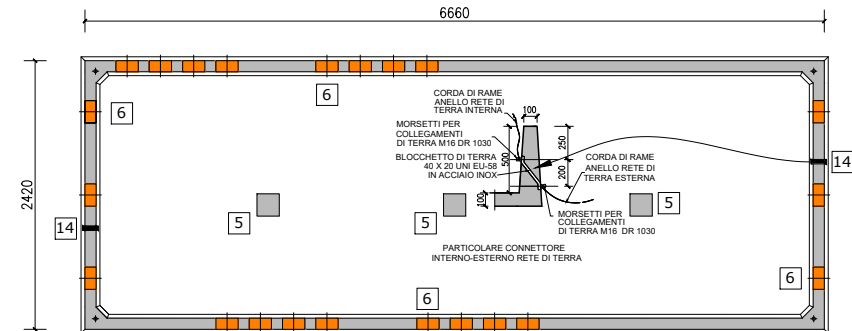 6660
2420
6
6
6
6
5
5
5
14
14
CORDA DI RAME
ANELLO RETE DI
TERRA INTERNA
100
MORSETTI PER
COLLEGAMENTI
DI TERRA M16 DR 1030
BLOCCHETTO DI TERRA
40 X 20 UNI EU-58
IN ACCIAIO INOX
500
250
200
100
CORDA DI RAME
ANELLO RETE DI
TERRA ESTERNA
MORSETTI PER
COLLEGAMENTI
DI TERRA M16 DR 1030
PARTICOLARE CONNETTORE
INTERNO-ESTERNO RETE DI TERRA